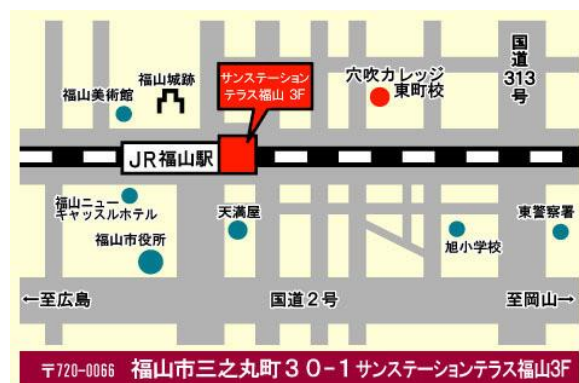 国道
313
号
福山城跡
サンステーション
テラス福山 3F
穴吹カレッジ
東町校
福山美術館
JR福山駅
福山ニュー
キャッスルホテル
天満屋
東警察署
福山市役所
旭小学校
←至広島
国道2号
至岡山→
〒720-0066 福山市三之丸町30-1サンステーションテラス福山3F